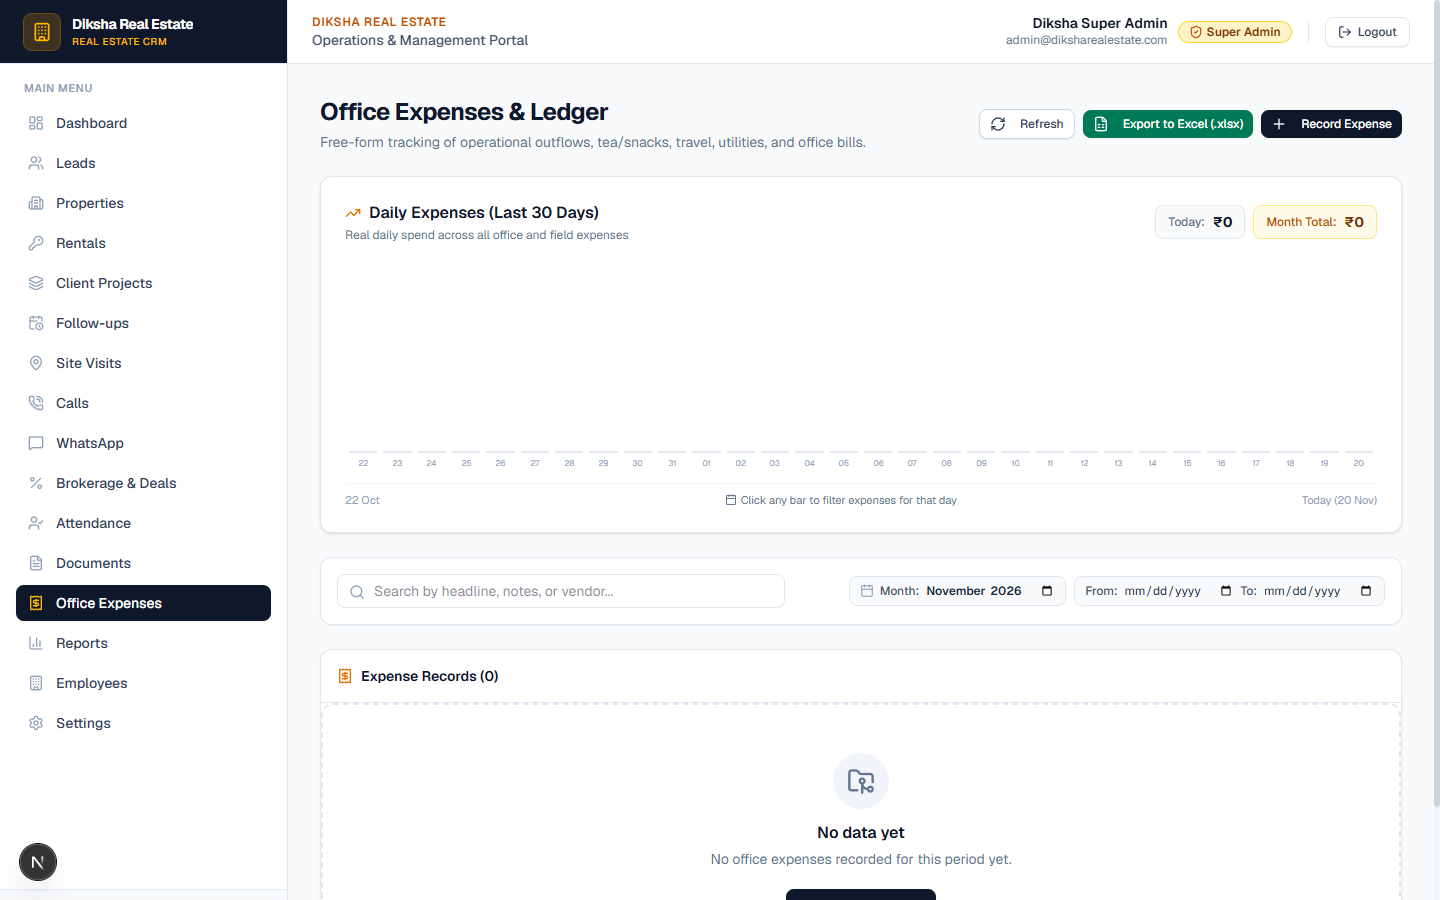 Diksha Real Estate
REAL ESTATE CRM
DIKSHA REAL ESTATE
Operations & Management Portal
Diksha Super Admin
admin@diksharealestate.com
Super Admin
Logout
MAIN MENU
Dashboard
Leads
Properties
Rentals
Client Projects
Follow-ups
Site Visits
Calls
WhatsApp
Brokerage & Deals
Attendance
Documents
Office Expenses
Reports
Employees
Settings
N
Office Expenses & Ledger
Free-form tracking of operational outflows, tea/snacks, travel, utilities, and office bills.
Refresh
Export to Excel (.xlsx)
Record Expense
Daily Expenses (Last 30 Days)
Real daily spend across all office and field expenses
Today: ₹0
Month Total: ₹0
22 23 24 25 26 27 28 29 30 31 01 02 03 04 05 06 07 08 09 10 11 12 13 14 15 16 17 18 19 20
22 Oct
Click any bar to filter expenses for that day
Today (20 Nov)
Search by headline, notes, or vendor...
Month: November 2026
From: mm/dd/yyyy To: mm/dd/yyyy
Expense Records (0)
No data yet
No office expenses recorded for this period yet.